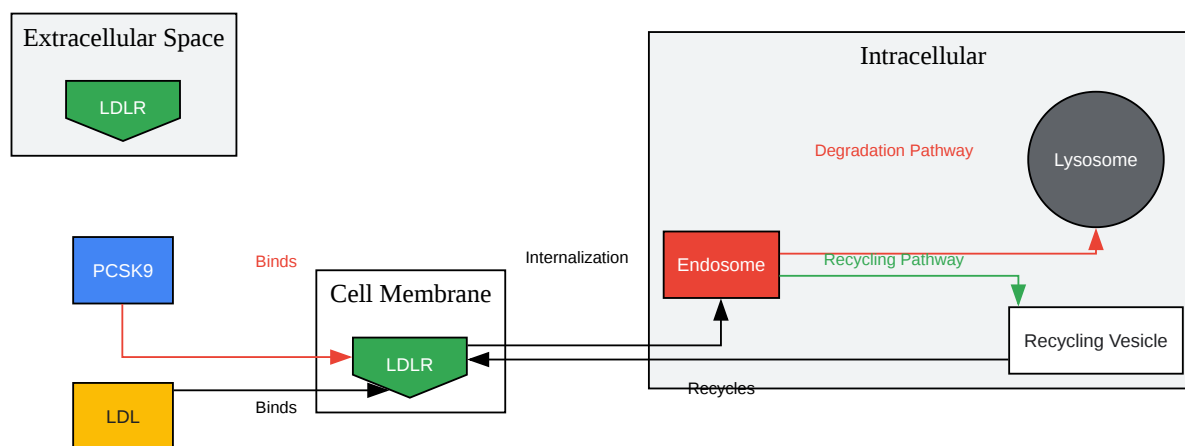 Extracellular Space
LDLR
Intracellular
Degradation Pathway
Lysosome
PCSK9
Binds
Internalization
Endosome
Recycling Pathway
Cell Membrane
LDLR
Recycling Vesicle
LDL
Binds
Recycles